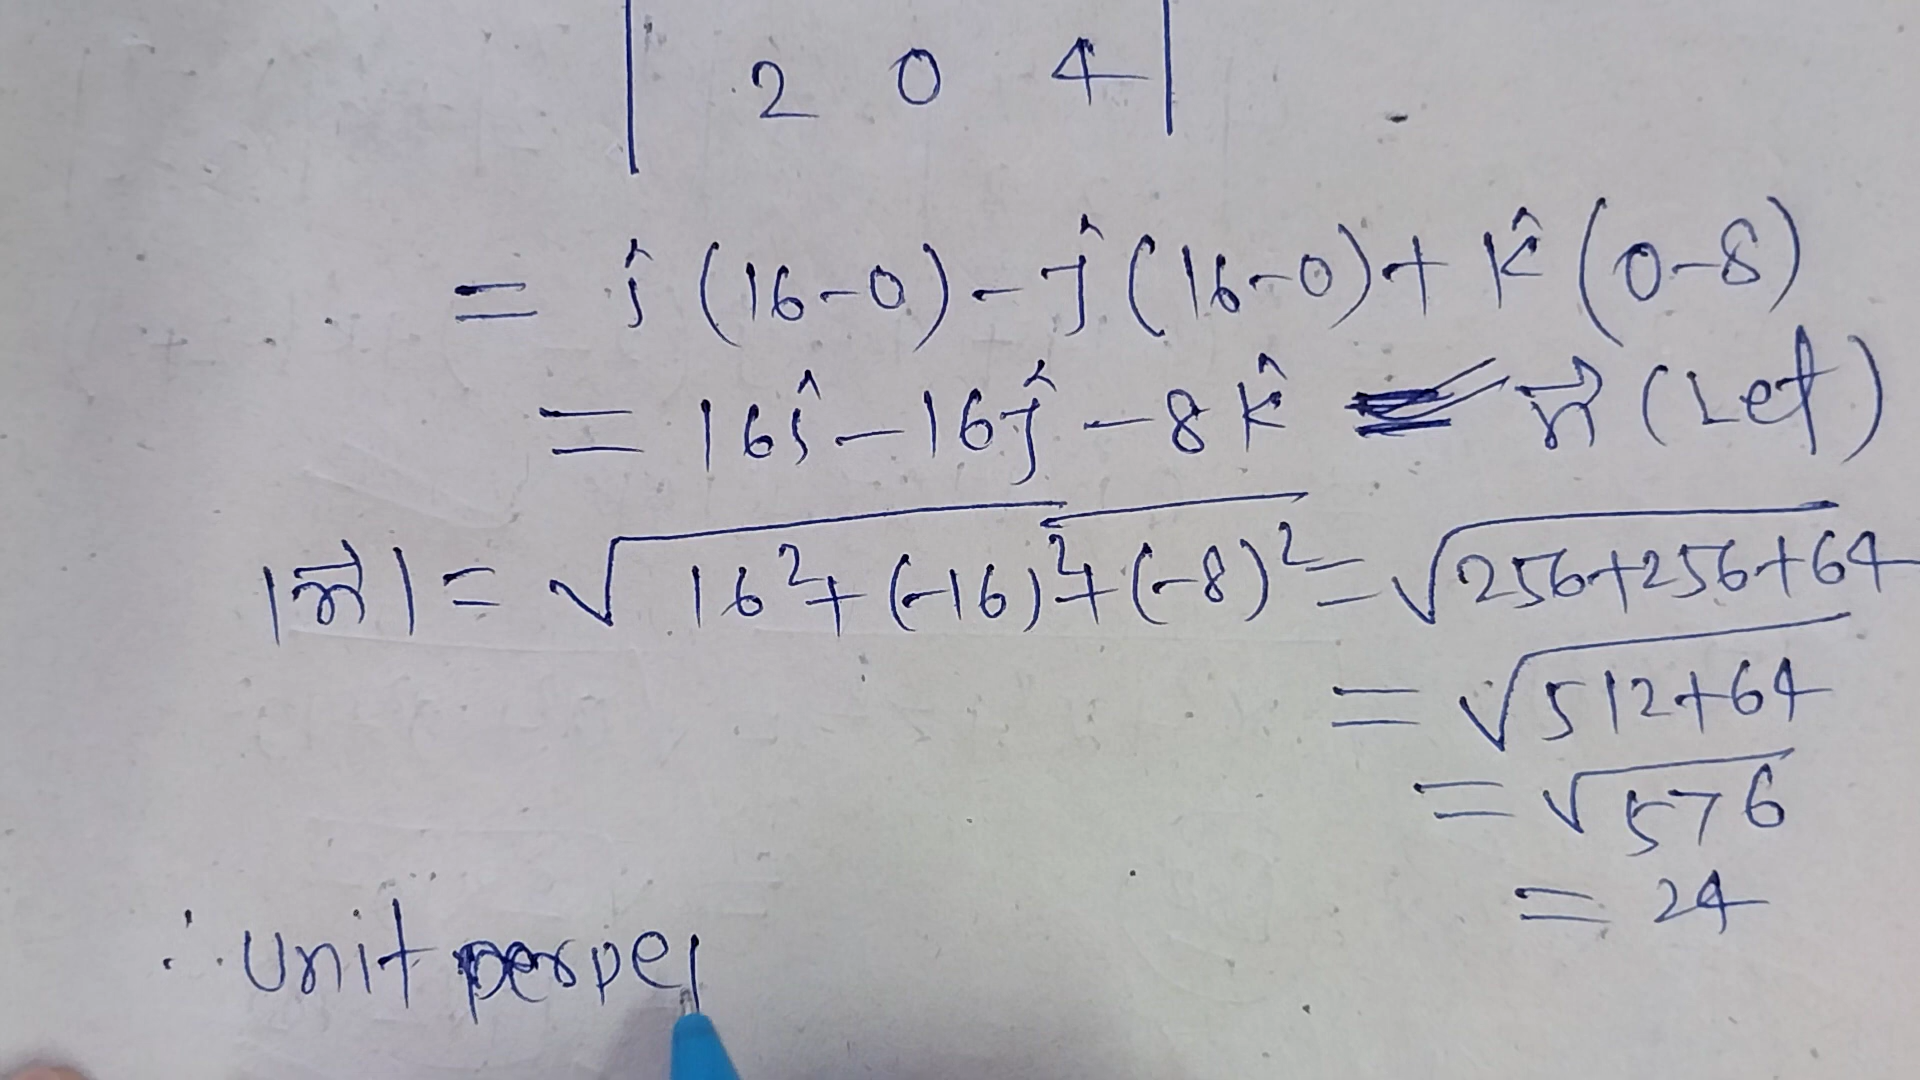 | 2 0 4 |
= î (16-0) - ĵ (16-0) + k̂ (0-8)
= 16î - 16ĵ - 8k̂ = n⃗ (Let)
|n⃗| = √16² + (-16)² + (-8)² = √256+256+64
= √512+64
= √576
= 24
∴ Unit perpe